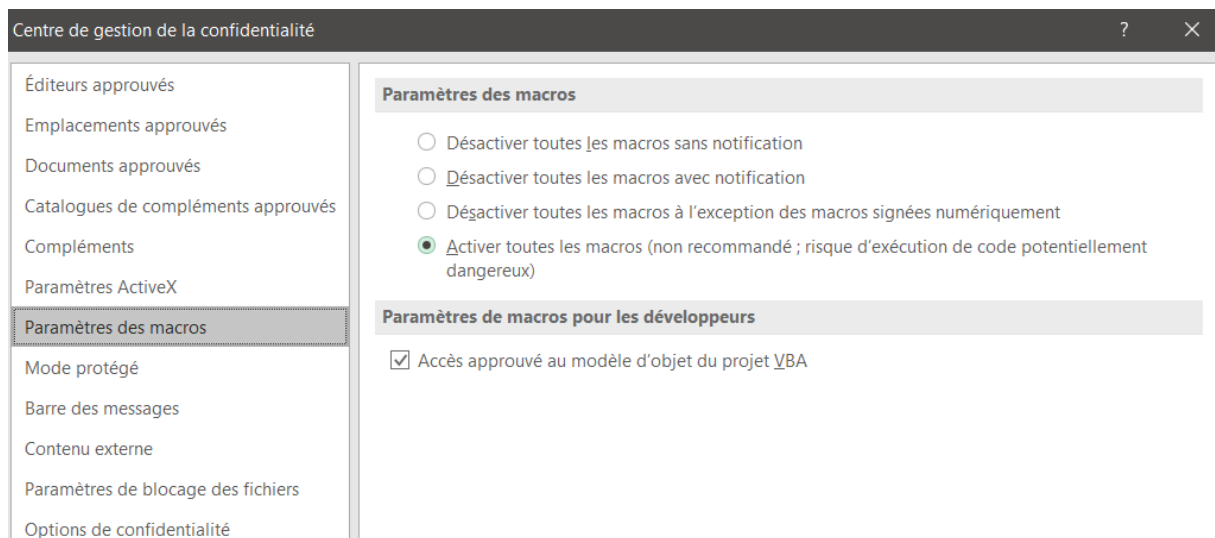 Centre de gestion de la confidentialité
?
Éditeurs approuvés
Emplacements approuvés
Documents approuvés
Catalogues de compléments approuvés
Compléments
Paramètres ActiveX
Paramètres des macros
Mode protégé
Barre des messages
Contenu externe
Paramètres de blocage des fichiers
Options de confidentialité
Paramètres des macros
Désactiver toutes les macros sans notification
Désactiver toutes les macros avec notification
Désactiver toutes les macros à l’exception des macros signées numériquement
Activer toutes les macros (non recommandé ; risque d’exécution de code potentiellement
dangereux)
Paramètres de macros pour les développeurs
Accès approuvé au modèle d’objet du projet VBA